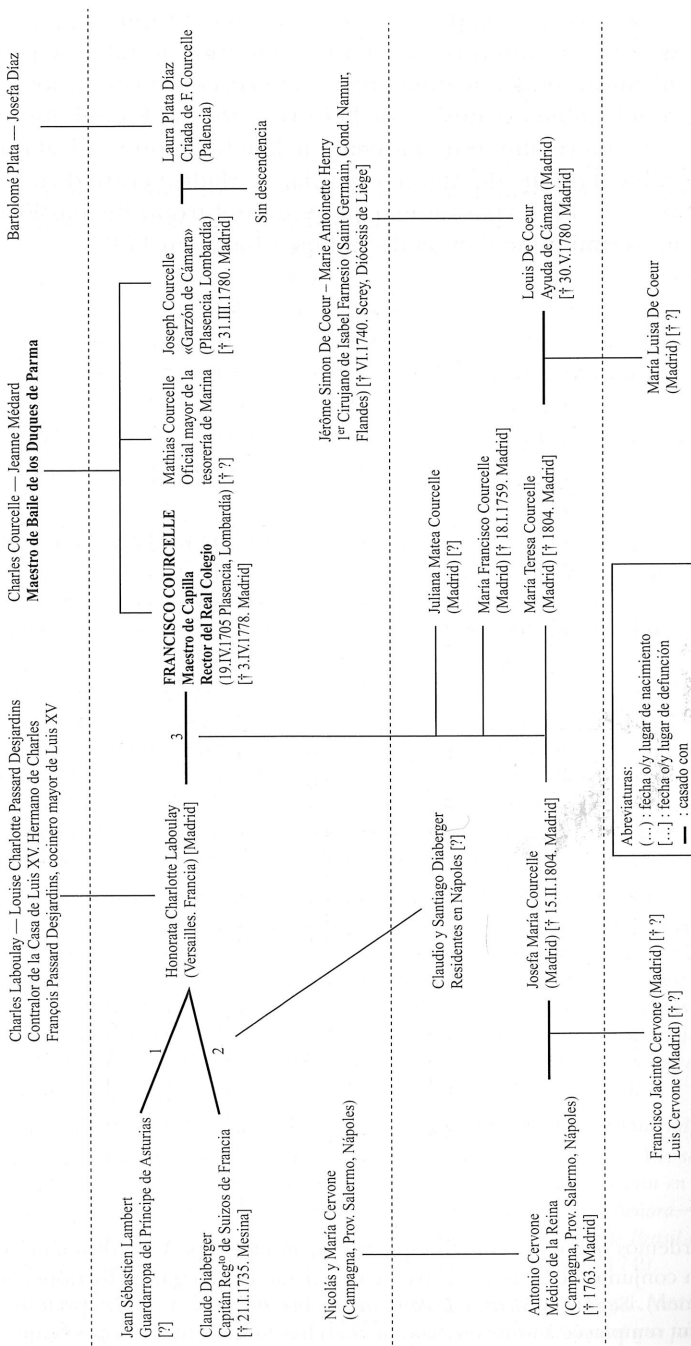 Charles Laboulay — Louise Charlotte Passard Desjardins
Contralor de la Casa de Luis XV. Hermano de Charles
François Passard Desjardins, cocinero mayor de Luis XV
Charles Courcelle — Jeanne Médard
Maestro de Baile de los Duques de Parma
Bartolomé Plata — Josefa Diaz
Jean Sébastien Lambert
Guardarropa del Príncipe de Asturias
[?]
1
Claude Diaberger
Capitán Regto de Suizos de Francia
[† 21.I.1735. Mesina]
2
Honorata Charlotte Laboulay
(Versailles. Francia) [Madrid]
3
FRANCISCO COURCELLE
Maestro de Capilla
Rector del Real Colegio
(19.IV.1705 Plasencia, Lombardía)
[† 3.IV.1778. Madrid]
Mathias Courcelle
Oficial mayor de la
tesorería de Marina
[† ?]
Joseph Courcelle
«Garzón de Cámara»
(Plasencia. Lombardía)
[† 31.III.1780. Madrid]
Laura Plata Diaz
Criada de F. Courcelle
(Palencia)
Sin descendencia
Nicolás y María Cervone
(Campagna, Prov. Salermo, Nápoles)
Claudio y Santiago Diaberger
Residentes en Nápoles [?]
Juliana Matea Courcelle
(Madrid) [?]
María Francisco Courcelle
(Madrid) [† 18.I.1759. Madrid]
María Teresa Courcelle
(Madrid) [† 1804. Madrid]
Jérôme Simon De Coeur – Marie Antoinette Henry
1er Cirujano de Isabel Farnesio (Saint Germain, Cond. Namur,
Flandes) [† VI.1740. Screy, Diócesis de Liège]
Antonio Cervone
Médico de la Reina
(Campagna, Prov. Salermo, Nápoles)
[† 1763. Madrid]
Josefa María Courcelle
(Madrid) [† 15.II.1804. Madrid]
Louis De Coeur
Ayuda de Cámara (Madrid)
[† 30.V.1780. Madrid]
Francisco Jacinto Cervone (Madrid) [† ?]
Luis Cervone (Madrid) [† ?]
María Luisa De Coeur
(Madrid) [† ?]
Abreviaturas:
(...) : fecha o/y lugar de nacimiento
[...] : fecha o/y lugar de defunción
— : casado con